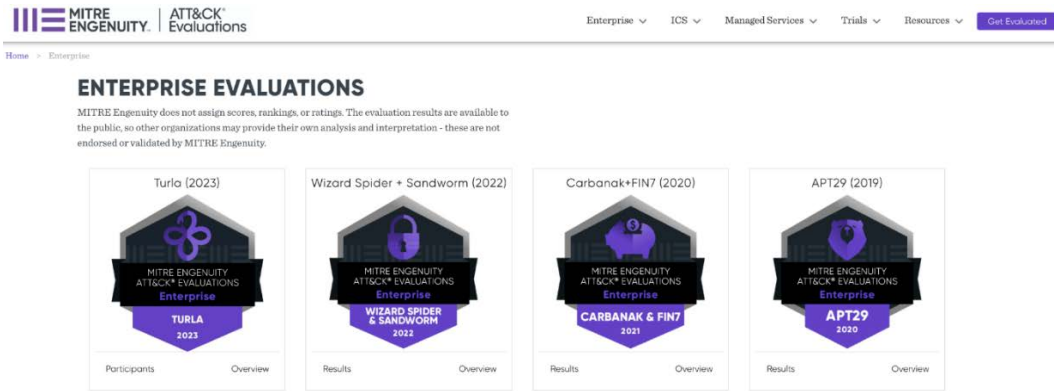 MITRE ENGENUITY. | ATT&CK® Evaluations
Enterprise ICS Managed Services Trials Resources Get Evaluated
Home > Enterprise
ENTERPRISE EVALUATIONS
MITRE Engenuity does not assign scores, rankings, or ratings. The evaluation results are available to
the public, so other organizations may provide their own analysis and interpretation - these are not
endorsed or validated by MITRE Engenuity.
Turla (2023)
MITRE ENGENUITY
ATT&CK® EVALUATIONS
Enterprise
TURLA
2023
Participants Overview
Wizard Spider + Sandworm (2022)
MITRE ENGENUITY
ATT&CK® EVALUATIONS
Enterprise
WIZARD SPIDER
& SANDWORM
2022
Results Overview
Carbanak+FIN7 (2020)
$
MITRE ENGENUITY
ATT&CK® EVALUATIONS
Enterprise
CARBANAK & FIN7
2021
Results Overview
APT29 (2019)
MITRE ENGENUITY
ATT&CK® EVALUATIONS
Enterprise
APT29
2020
Results Overview